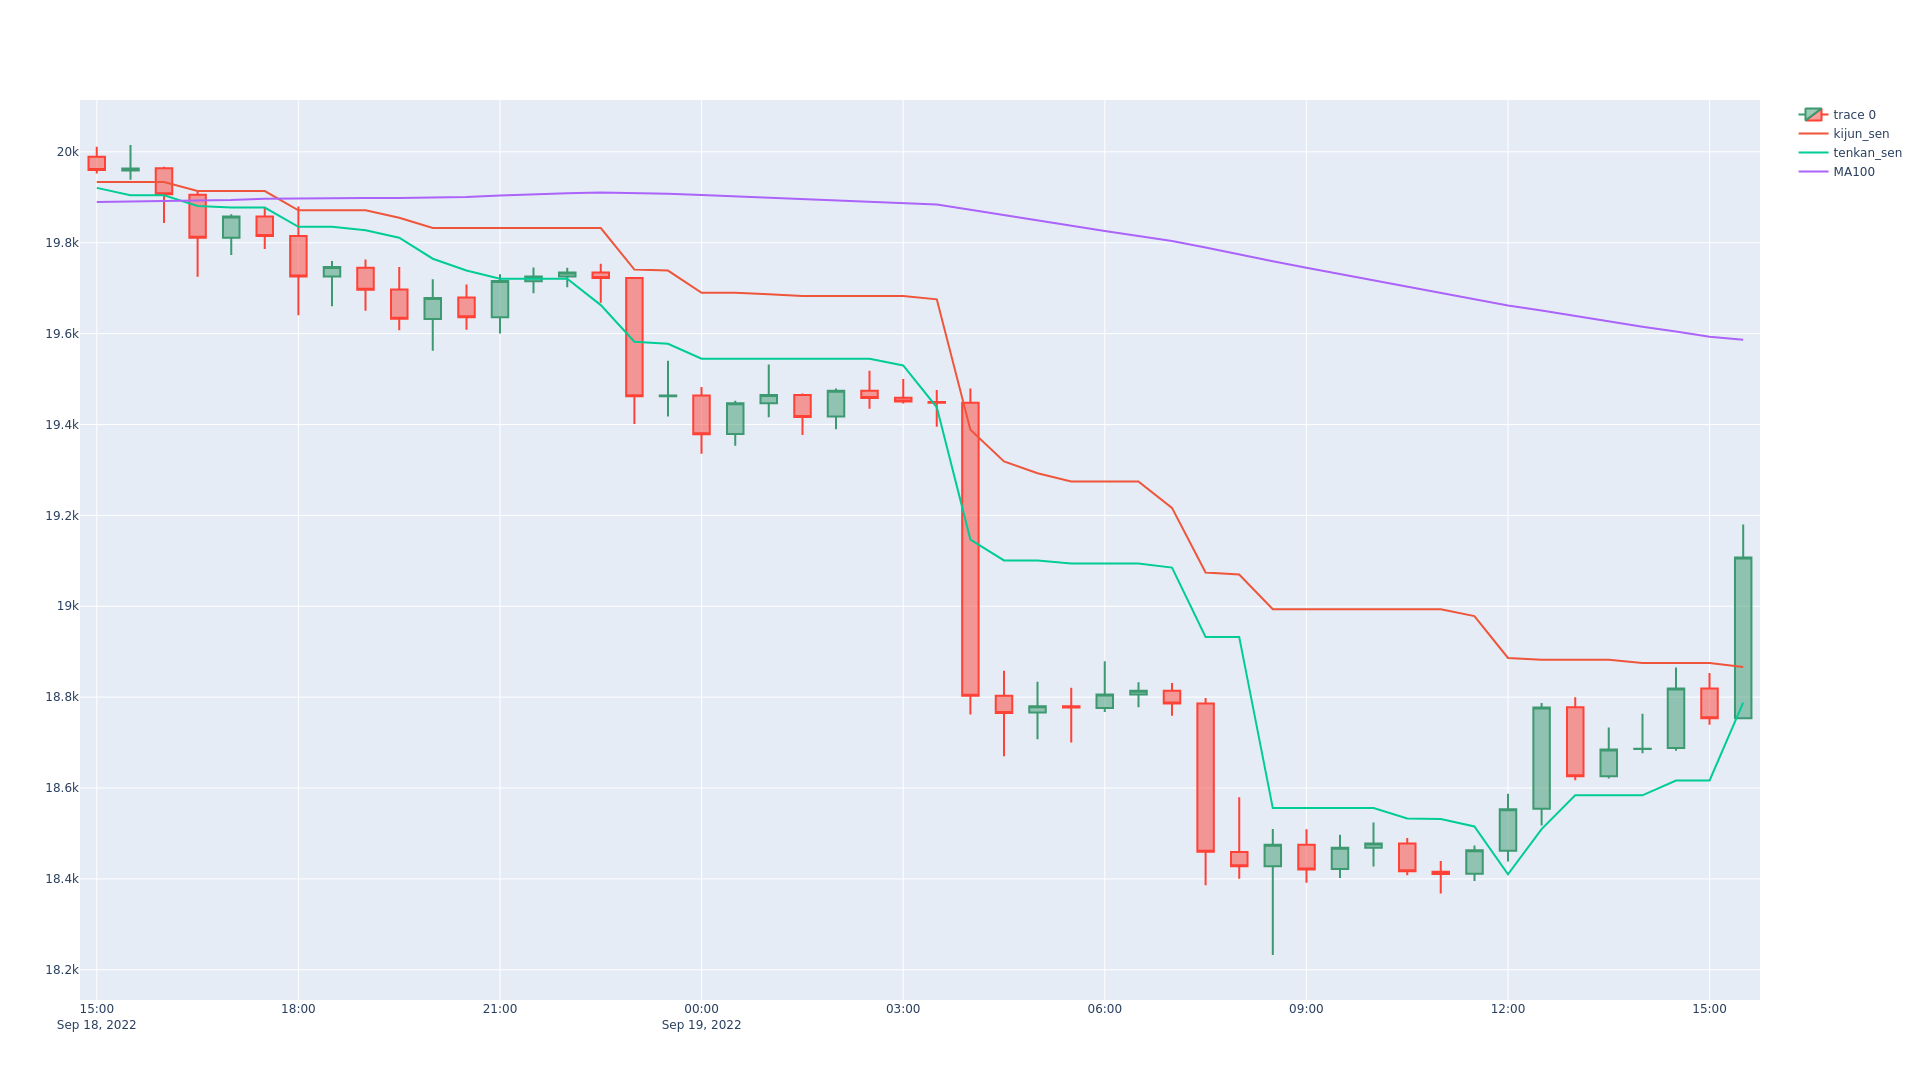 trace 0
kijun_sen
tenkan_sen
MA100
20k
19.8k
19.6k
19.4k
19.2k
19k
18.8k
18.6k
18.4k
18.2k
15:00 18:00 21:00 00:00 03:00 06:00 09:00 12:00 15:00
Sep 18, 2022 Sep 19, 2022